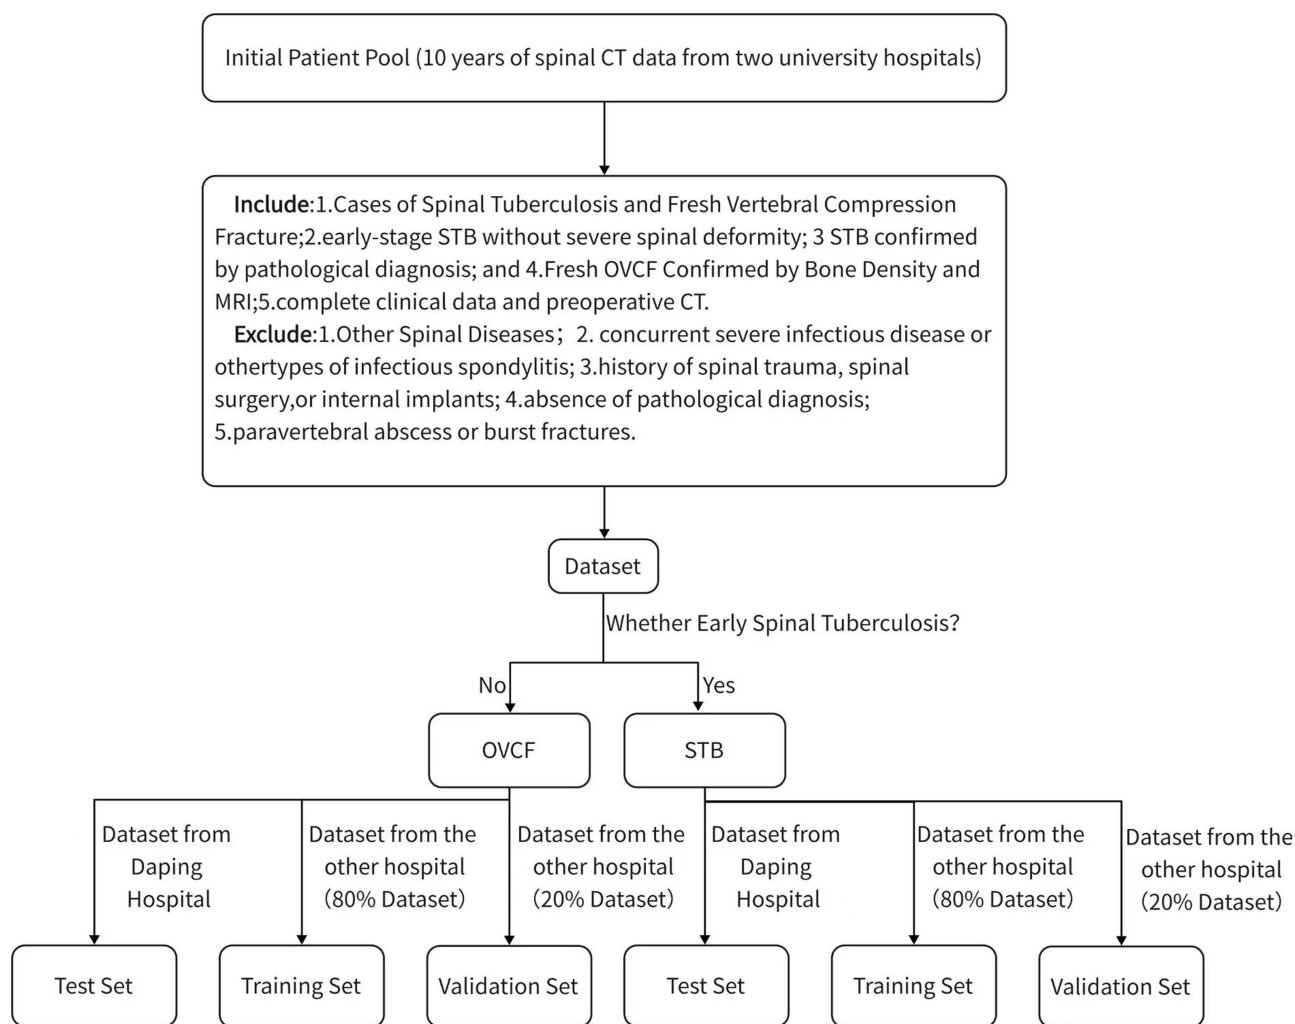 Initial Patient Pool (10 years of spinal CT data from two university hospitals)
Include:1.Cases of Spinal Tuberculosis and Fresh Vertebral Compression
Fracture;2.early-stage STB without severe spinal deformity; 3 STB confirmed
by pathological diagnosis; and 4.Fresh OVCF Confirmed by Bone Density and
MRI;5.complete clinical data and preoperative CT.
Exclude:1.Other Spinal Diseases；2. concurrent severe infectious disease or
othertypes of infectious spondylitis; 3.history of spinal trauma, spinal
surgery,or internal implants; 4.absence of pathological diagnosis;
5.paravertebral abscess or burst fractures.
Dataset
Whether Early Spinal Tuberculosis?
No
Yes
OVCF
STB
Dataset from
Daping
Hospital
Dataset from the
other hospital
（80% Dataset）
Dataset from the
other hospital
（20% Dataset）
Dataset from
Daping
Hospital
Dataset from the
other hospital
（80% Dataset）
Dataset from the
other hospital
（20% Dataset）
Test Set
Training Set
Validation Set
Test Set
Training Set
Validation Set